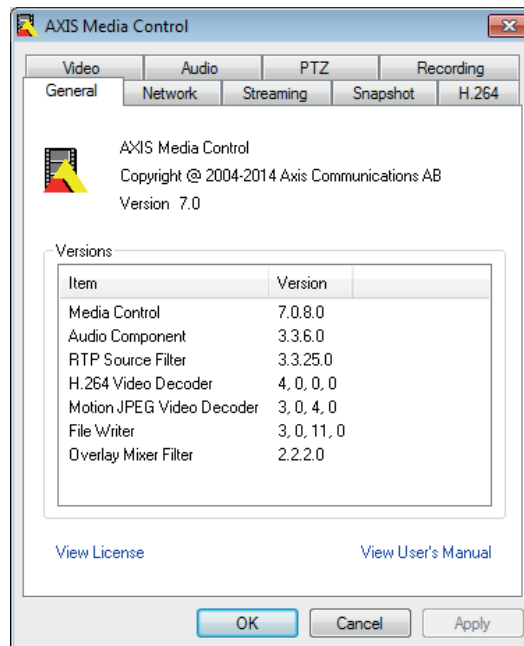 AXIS Media Control
Video Audio PTZ Recording
General Network Streaming Snapshot H.264
AXIS Media Control
Copyright @ 2004-2014 Axis Communications AB
Version 7.0
Versions
Item Version
Media Control 7.0.8.0
Audio Component 3.3.6.0
RTP Source Filter 3.3.25.0
H.264 Video Decoder 4, 0, 0, 0
Motion JPEG Video Decoder 3, 0, 4, 0
File Writer 3, 0, 11, 0
Overlay Mixer Filter 2.2.2.0
View License View User's Manual
OK Cancel Apply